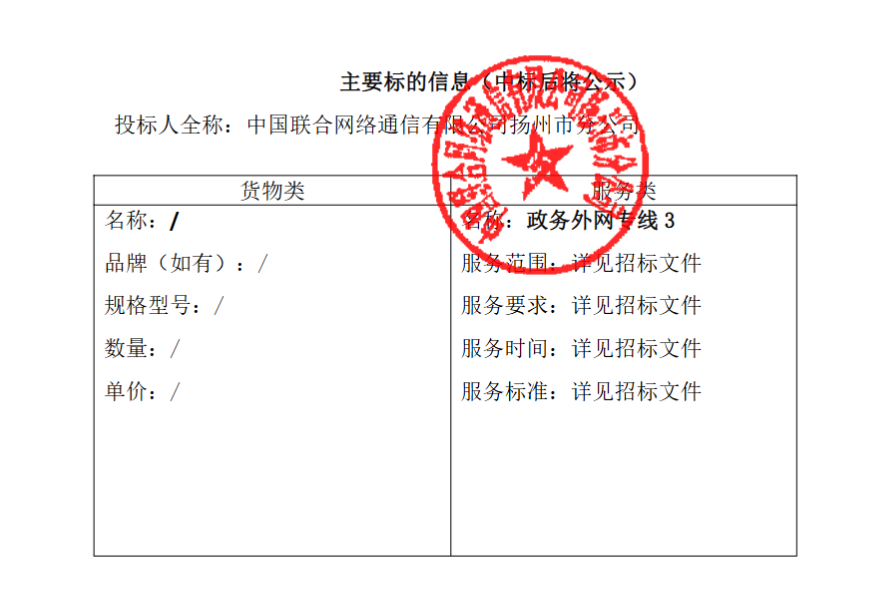 主要标的信息（中标后将公示）
投标人全称：中国联合网络通信有限公司扬州市分公司
货物类 服务类
名称：/ 名称：政务外网专线 3
品牌（如有）：/ 服务范围：详见招标文件
规格型号：/ 服务要求：详见招标文件
数量：/ 服务时间：详见招标文件
单价：/ 服务标准：详见招标文件